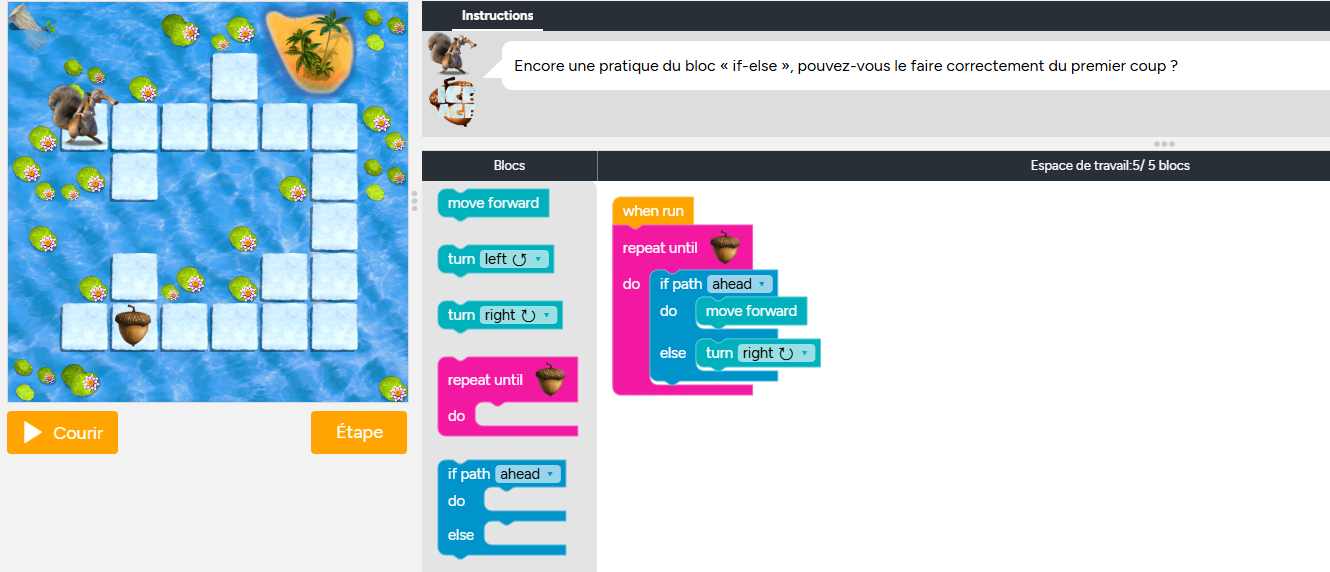 Instructions
Encore une pratique du bloc « if-else », pouvez-vous le faire correctement du premier coup ?
ICE
AGE
Blocs
Espace de travail:5/ 5 blocs
move forward
turn left
turn right
repeat until
do
if path ahead
do
else
when run
repeat until
do
if path ahead
do
move forward
else
turn right
Courir
Étape